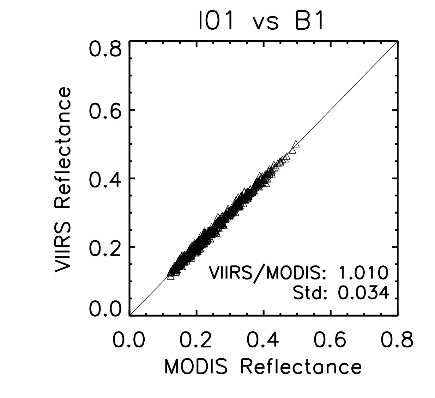 I01 vs B1
0.8
0.6
0.4
0.2
0.0
VIIRS Reflectance
VIIRS/MODIS: 1.010
Std: 0.034
0.0 0.2 0.4 0.6 0.8
MODIS Reflectance